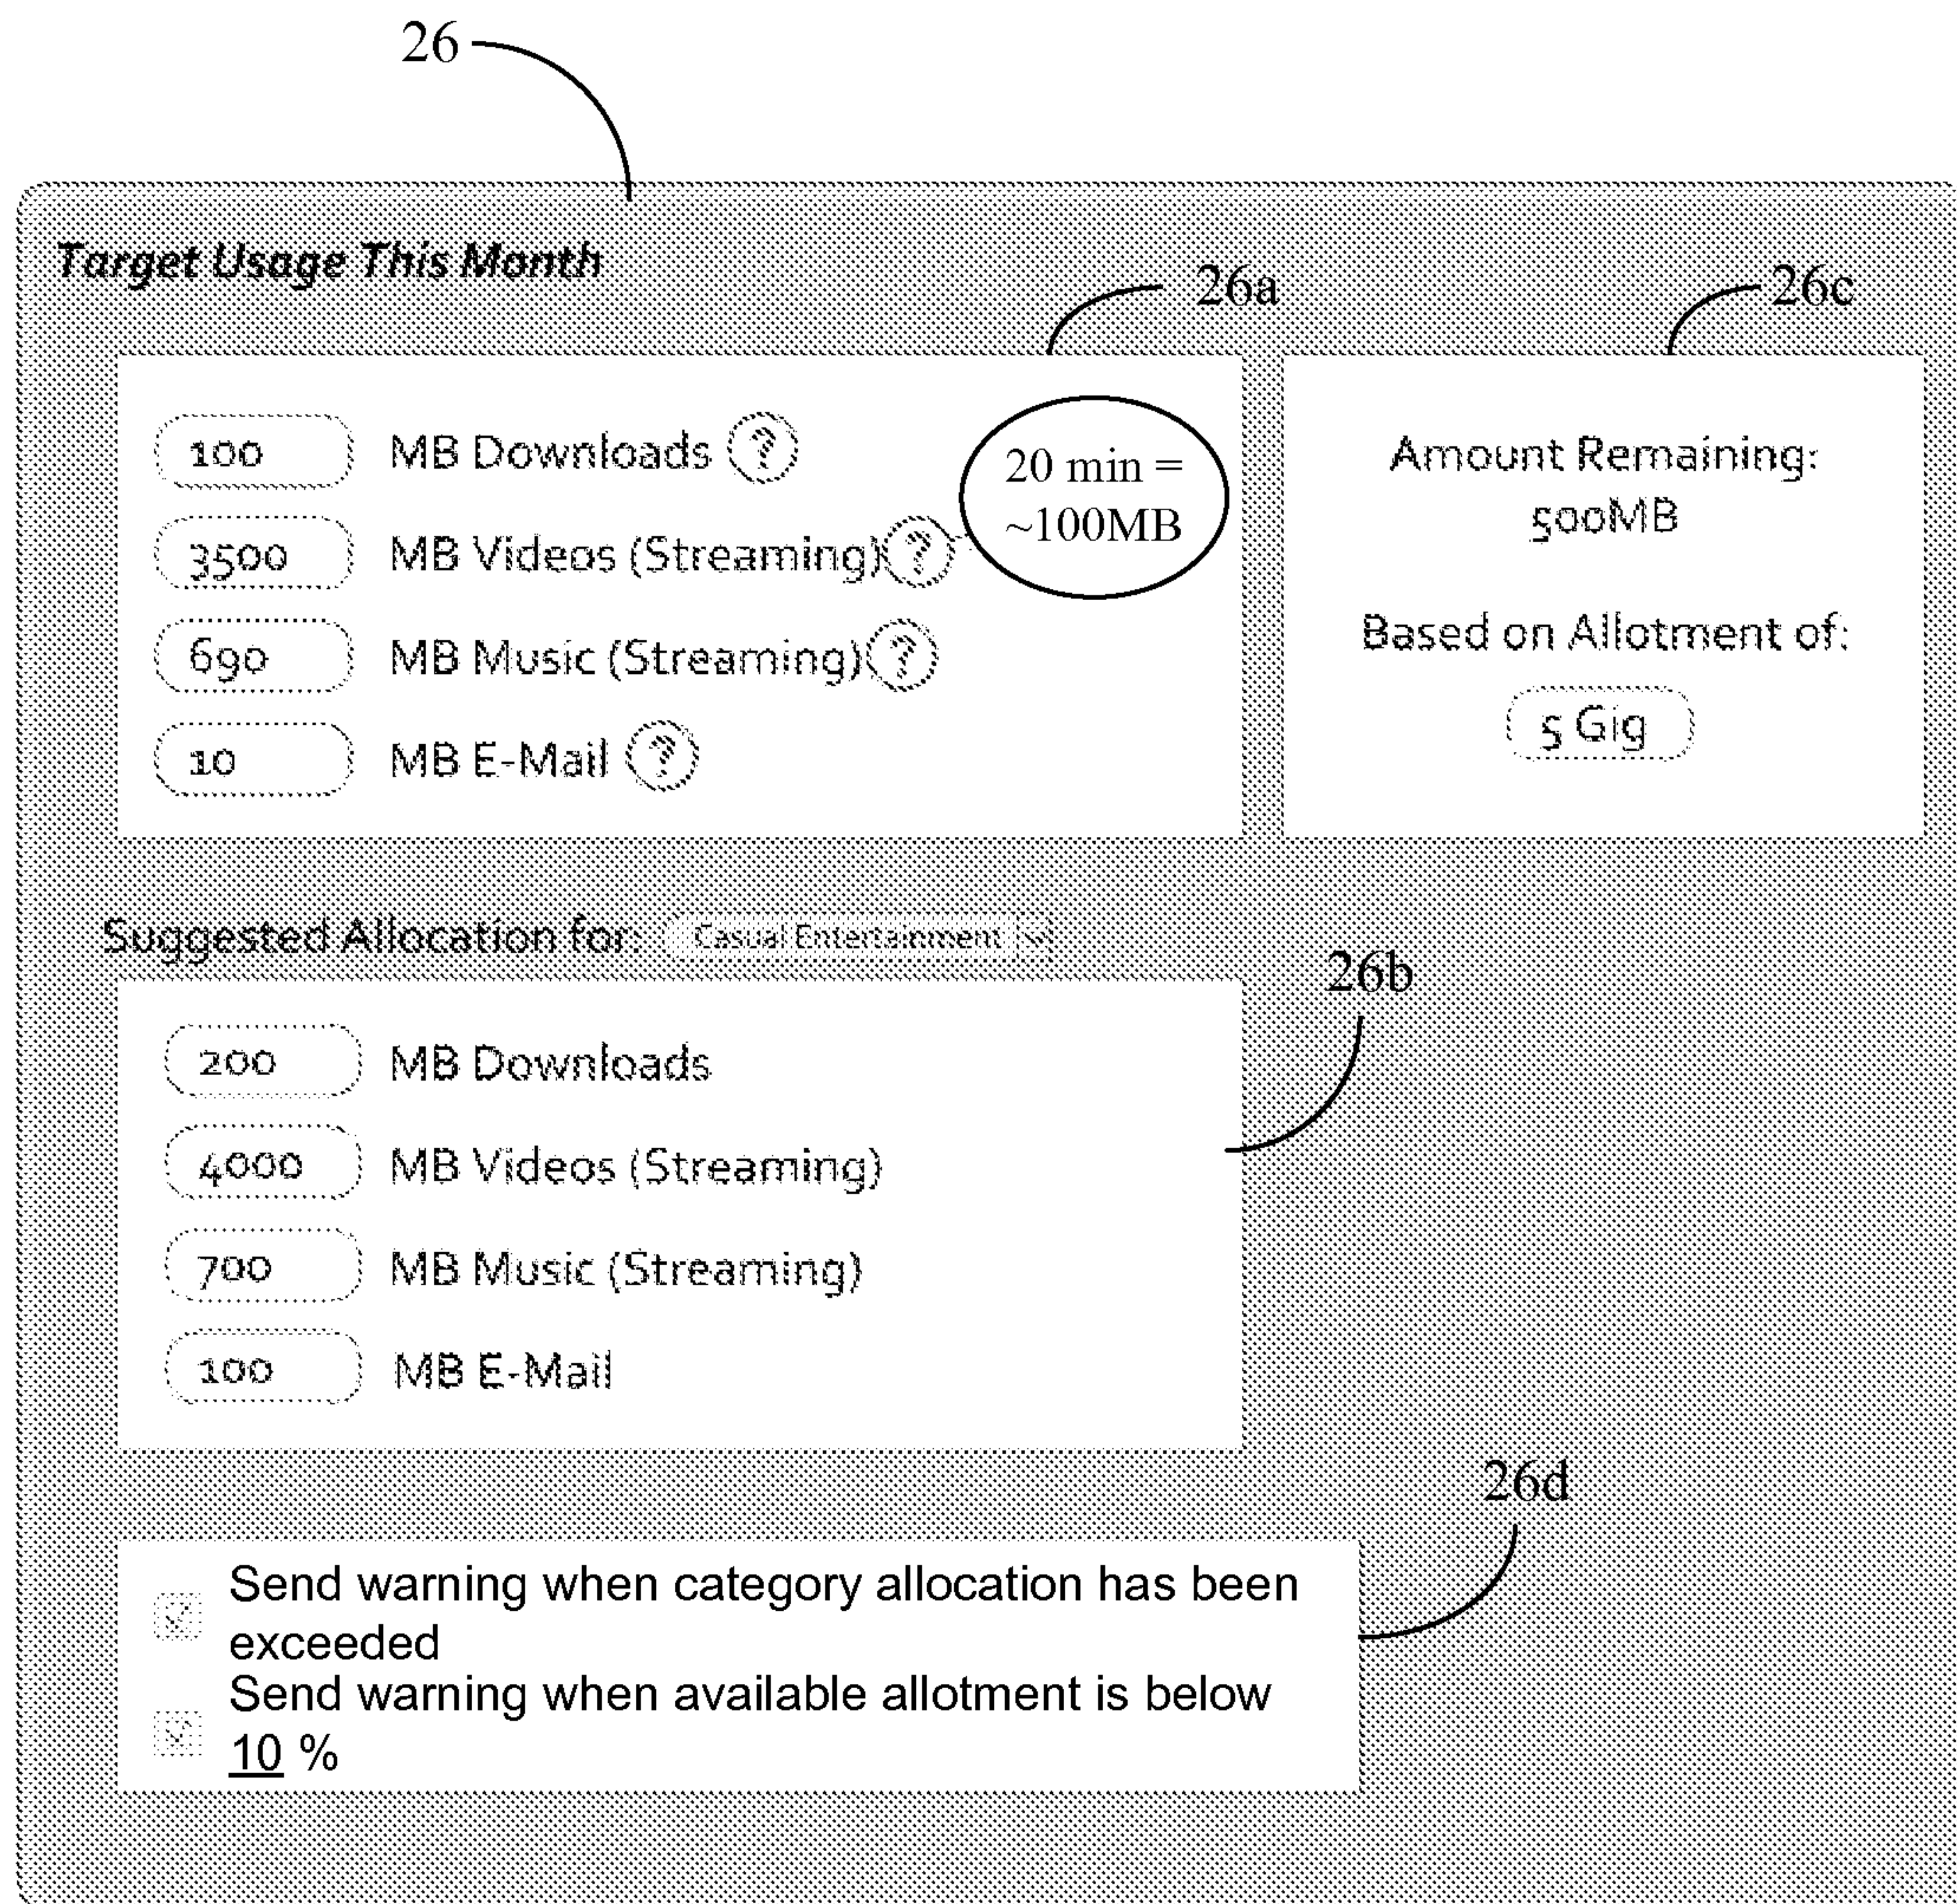 26
Target Usage This Month
26a
26c
100 MB Downloads ?
20 min =
~100MB
3500 MB Videos (Streaming) ?
690 MB Music (Streaming) ?
10 MB E-Mail ?
Amount Remaining:
500MB
Based on Allotment of:
5 Gig
Suggested Allocation for: Casual Entertainment
26b
200 MB Downloads
4000 MB Videos (Streaming)
700 MB Music (Streaming)
100 MB E-Mail
26d
Send warning when category allocation has been
exceeded
Send warning when available allotment is below
10 %